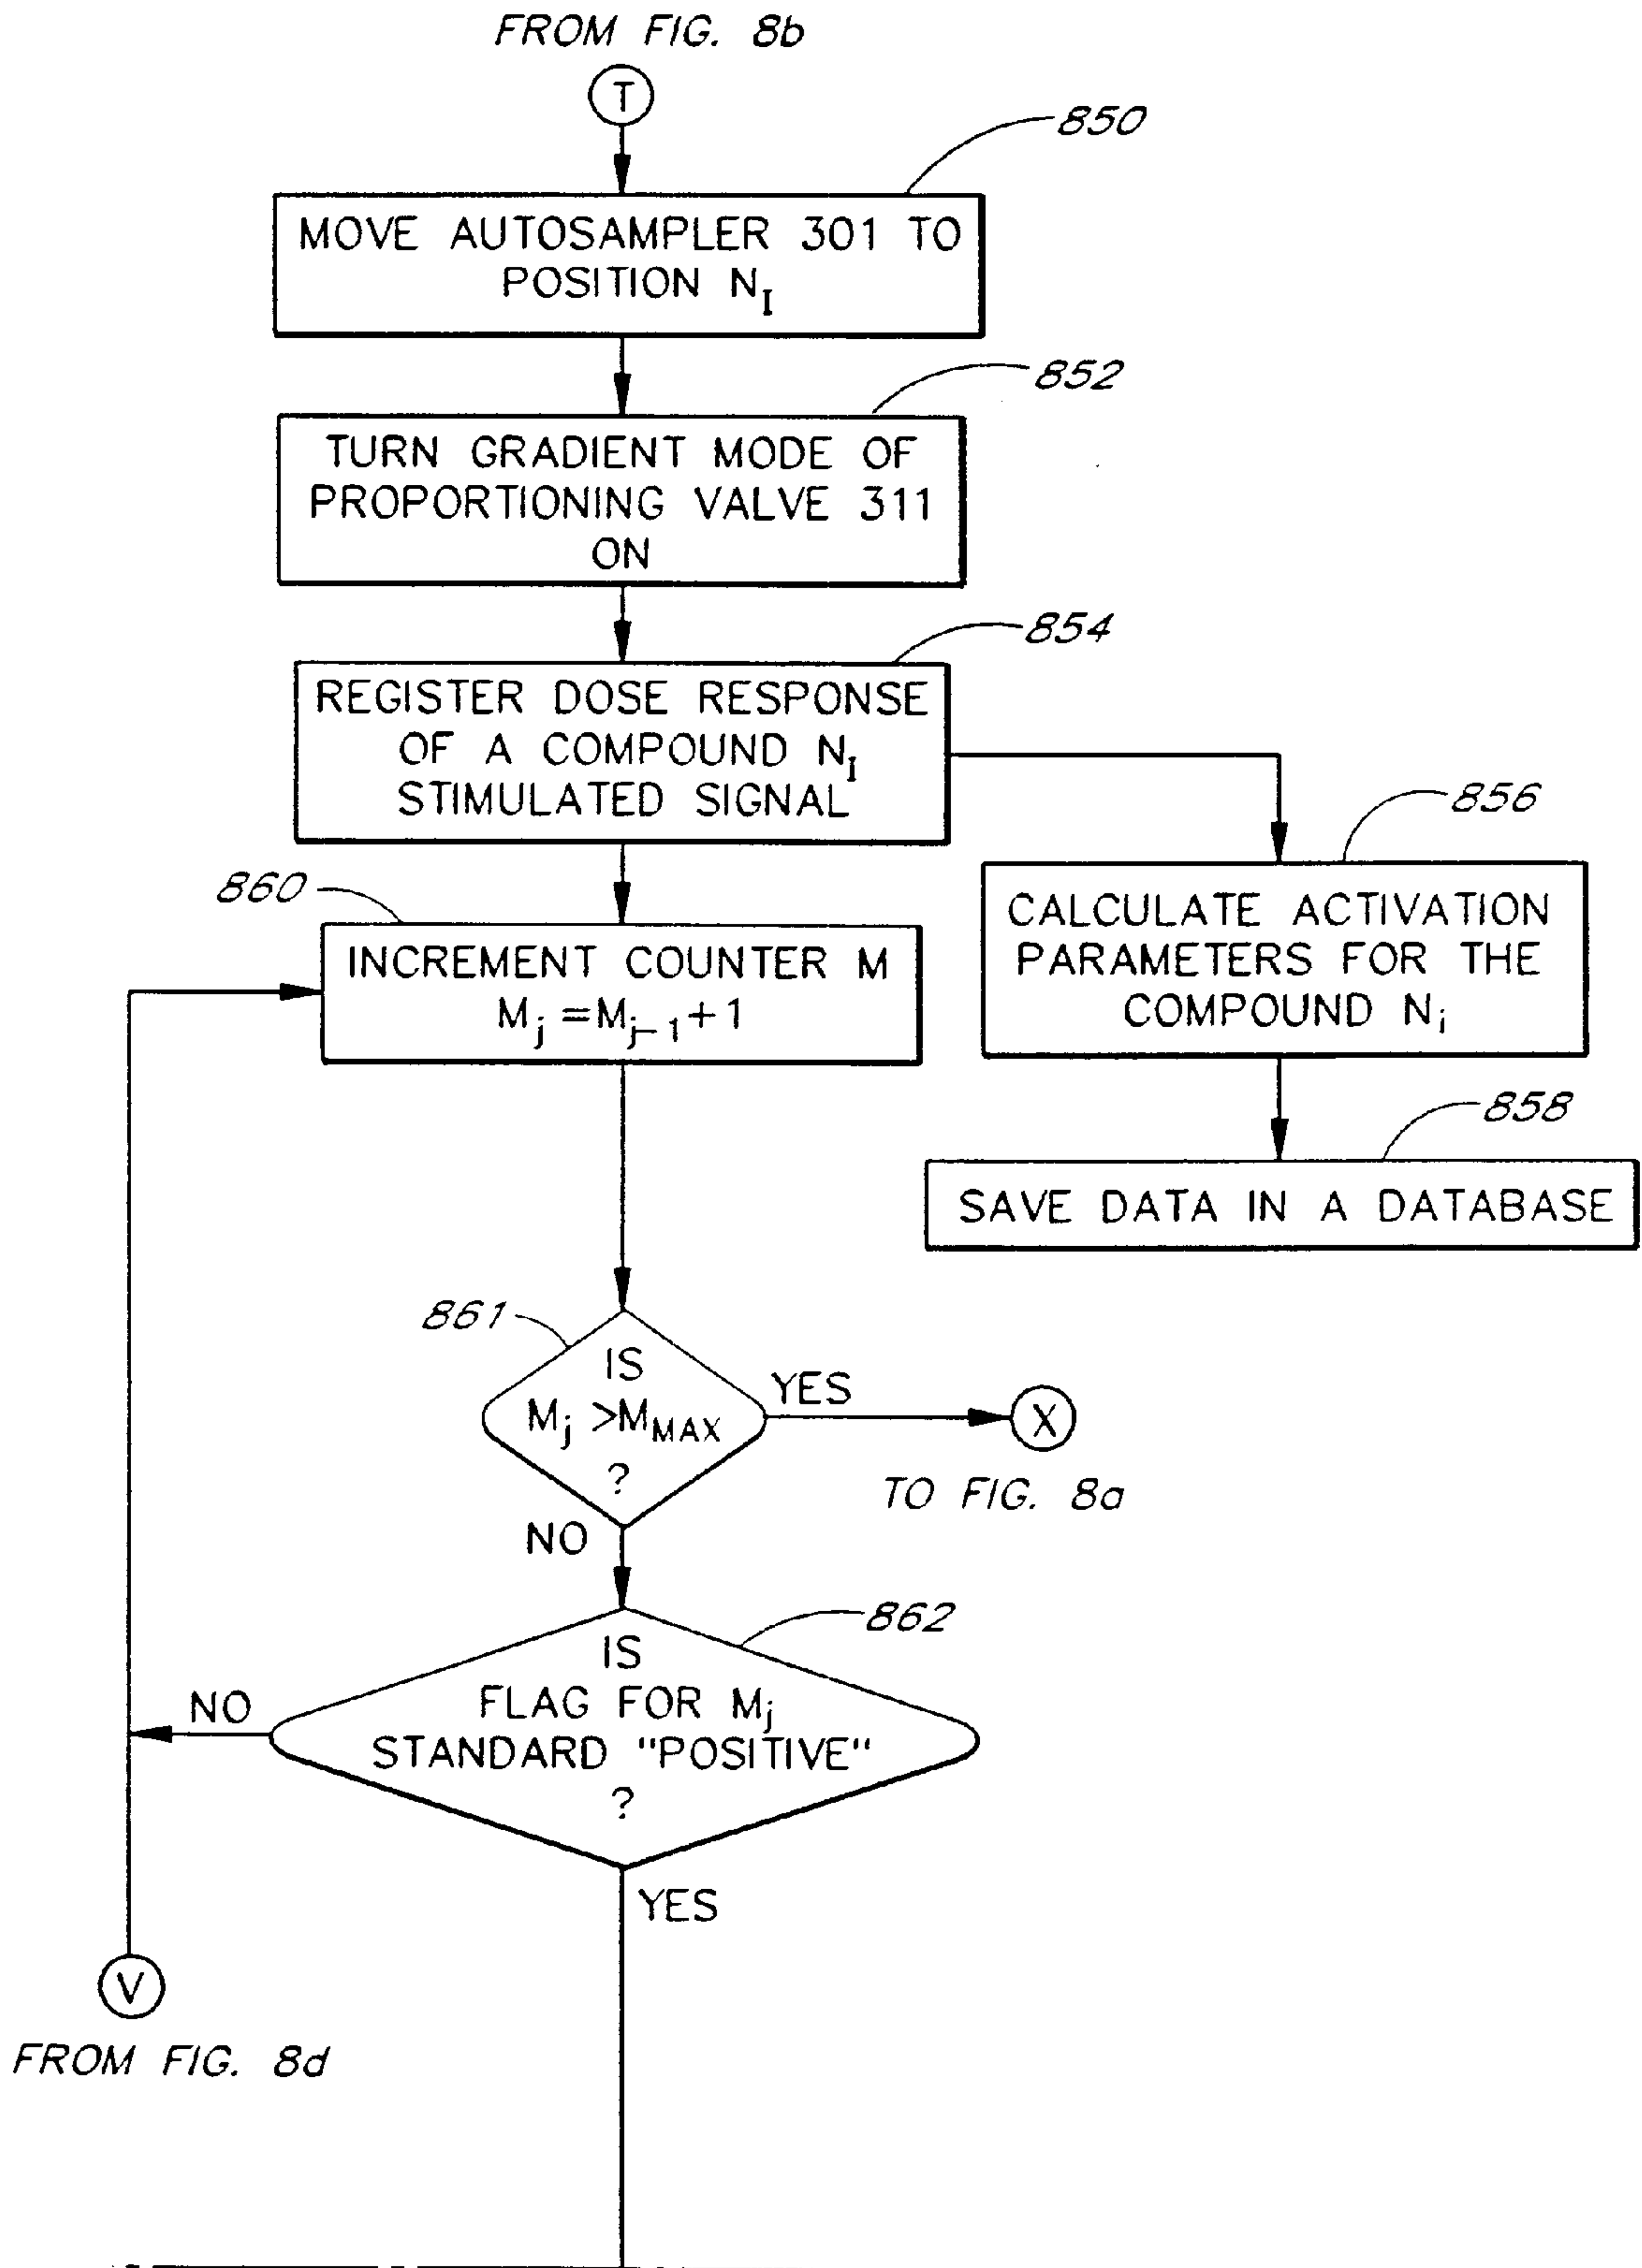 FROM FIG. 8b
T
850
MOVE AUTOSAMPLER 301 TO
POSITION N_I
852
TURN GRADIENT MODE OF
PROPORTIONING VALVE 311
ON
854
REGISTER DOSE RESPONSE
OF A COMPOUND N_I
STIMULATED SIGNAL
856
CALCULATE ACTIVATION
PARAMETERS FOR THE
COMPOUND N_i
858
SAVE DATA IN A DATABASE
860
INCREMENT COUNTER M
M_j = M_{j-1} + 1
861
IS
M_j > M_MAX
?
YES
X
TO FIG. 8a
NO
862
IS
FLAG FOR M_j
STANDARD "POSITIVE"
?
NO
YES
V
FROM FIG. 8d